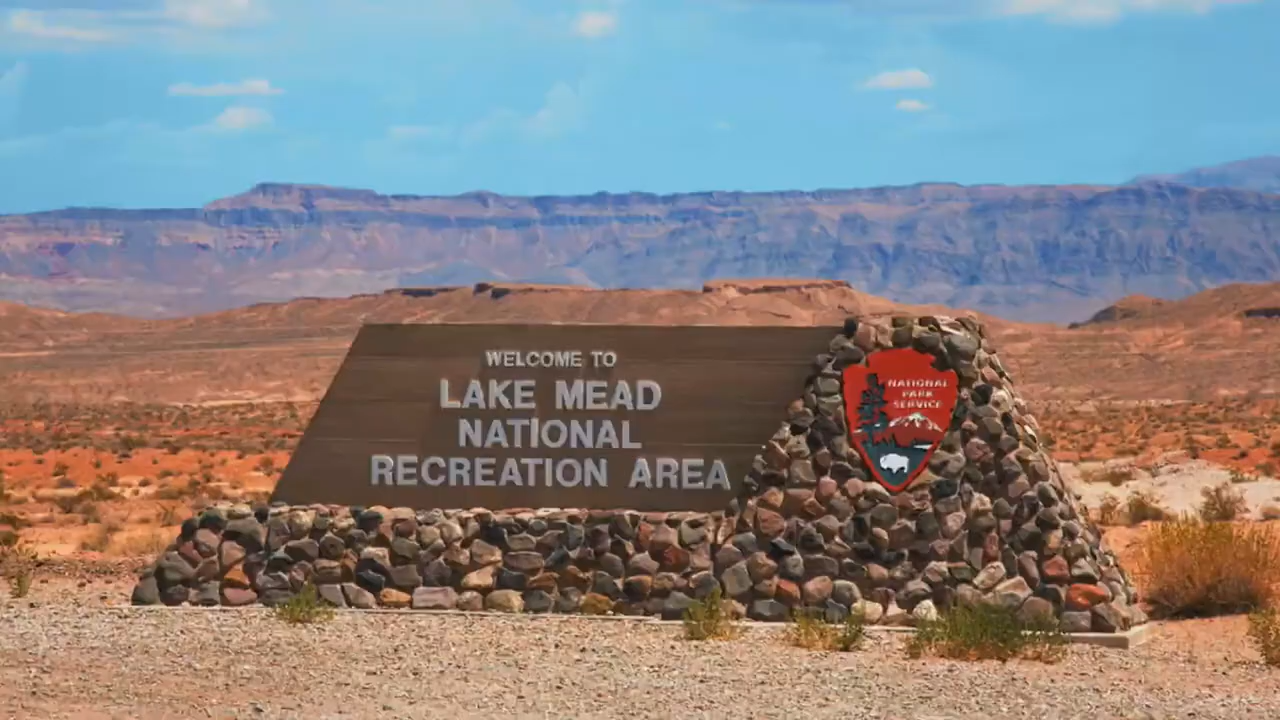 WELCOME TO
LAKE MEAD
NATIONAL
RECREATION AREA
NATIONAL
PARK
SERVICE